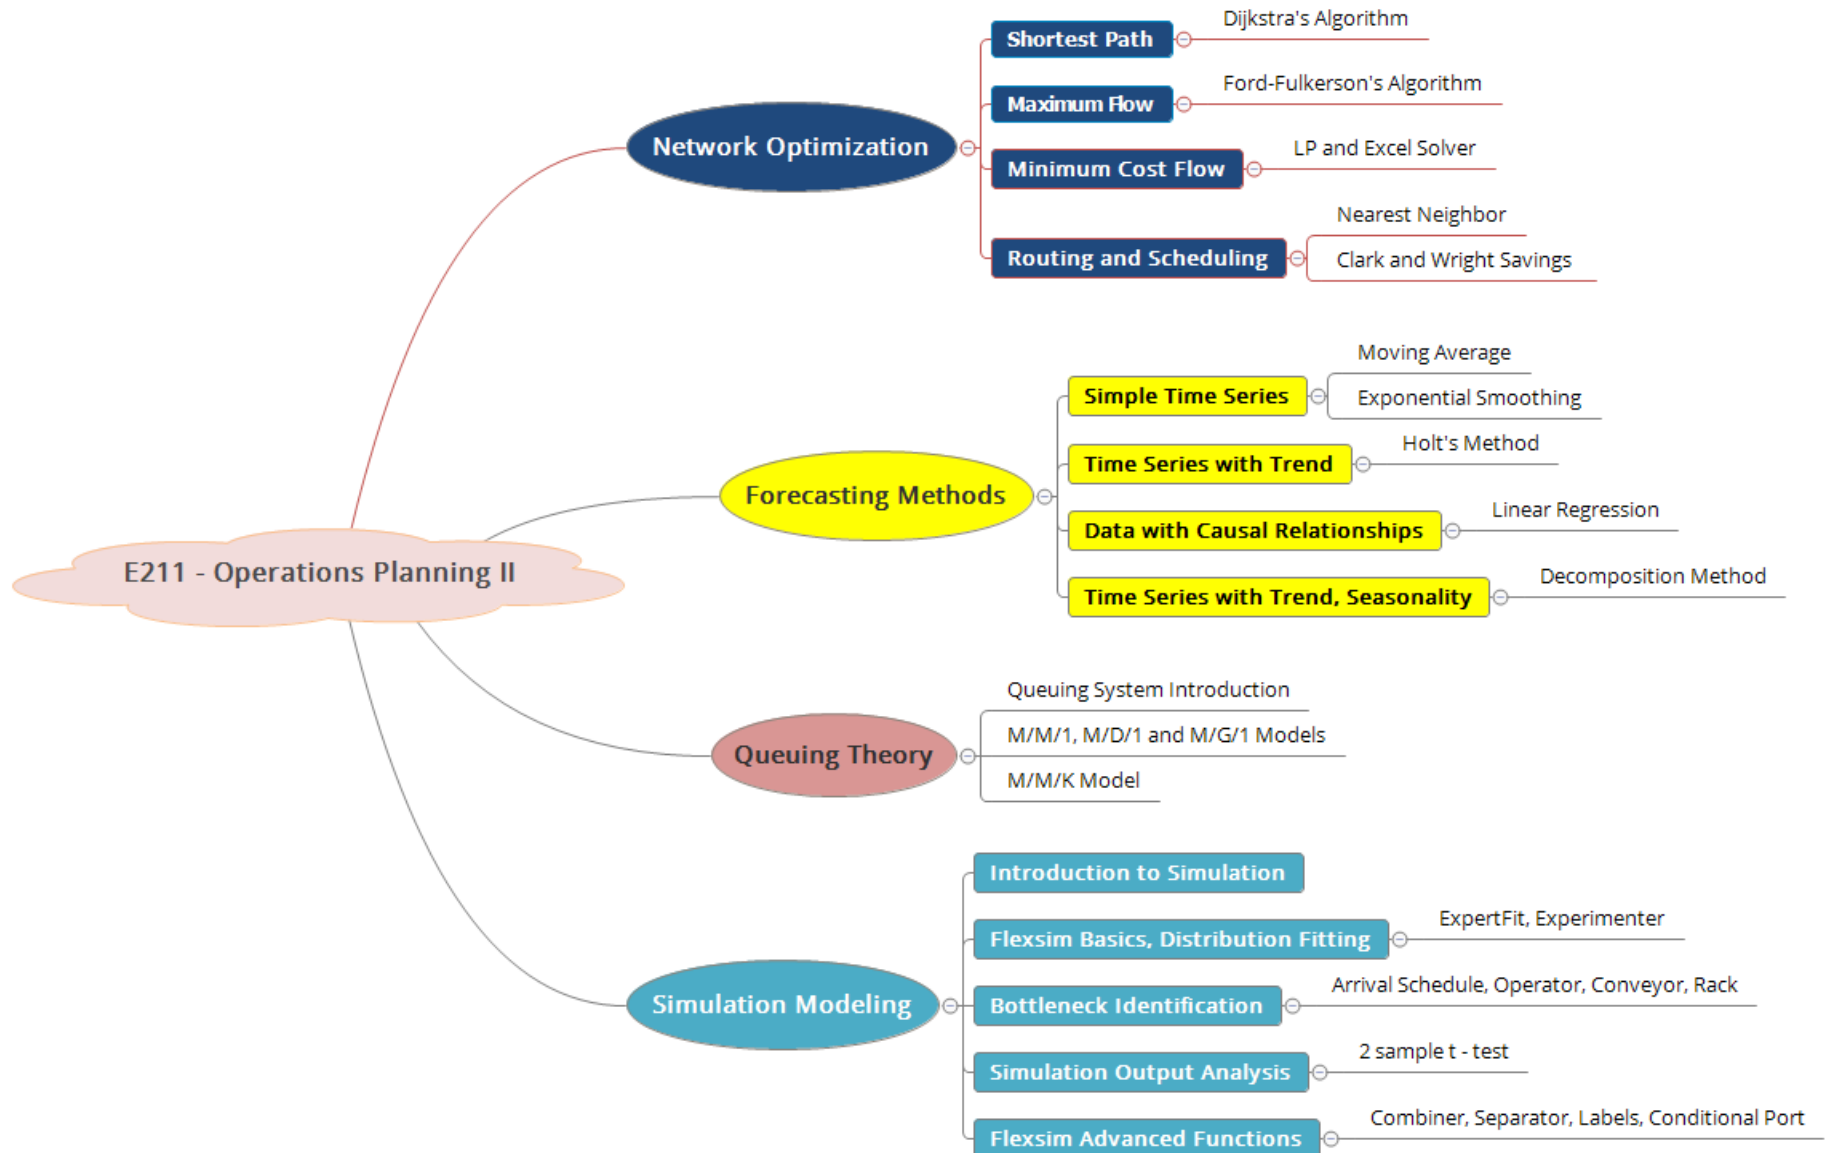 E211 - Operations Planning II
Network Optimization
Shortest Path
Dijkstra's Algorithm
Maximum Flow
Ford-Fulkerson's Algorithm
Minimum Cost Flow
LP and Excel Solver
Routing and Scheduling
Nearest Neighbor
Clark and Wright Savings
Forecasting Methods
Simple Time Series
Moving Average
Exponential Smoothing
Time Series with Trend
Holt's Method
Data with Causal Relationships
Linear Regression
Time Series with Trend, Seasonality
Decomposition Method
Queuing Theory
Queuing System Introduction
M/M/1, M/D/1 and M/G/1 Models
M/M/K Model
Simulation Modeling
Introduction to Simulation
Flexsim Basics, Distribution Fitting
ExpertFit, Experimenter
Bottleneck Identification
Arrival Schedule, Operator, Conveyor, Rack
Simulation Output Analysis
2 sample t - test
Flexsim Advanced Functions
Combiner, Separator, Labels, Conditional Port